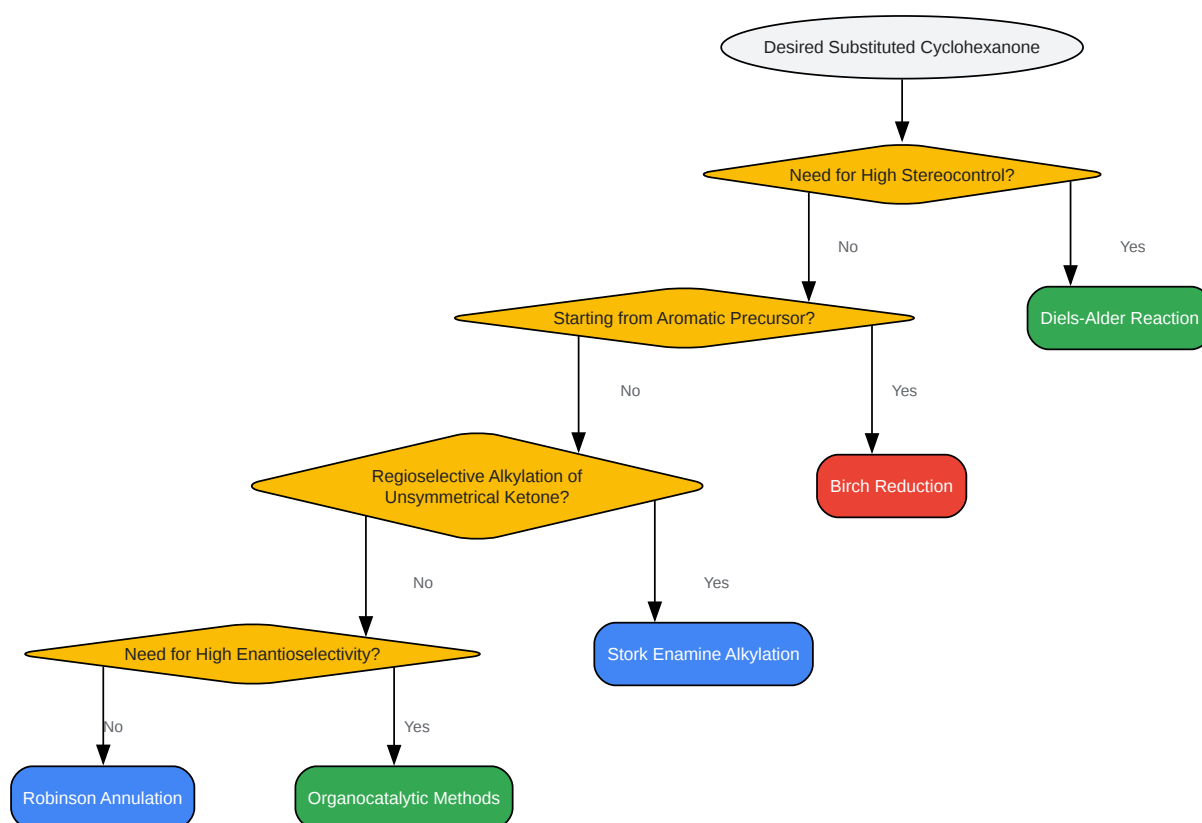 Desired Substituted Cyclohexanone
Need for High Stereocontrol?
No
Yes
Starting from Aromatic Precursor?
Diels-Alder Reaction
No
Yes
Regioselective Alkylation of
Unsymmetrical Ketone?
Birch Reduction
No
Yes
Need for High Enantioselectivity?
Stork Enamine Alkylation
No
Yes
Robinson Annulation
Organocatalytic Methods